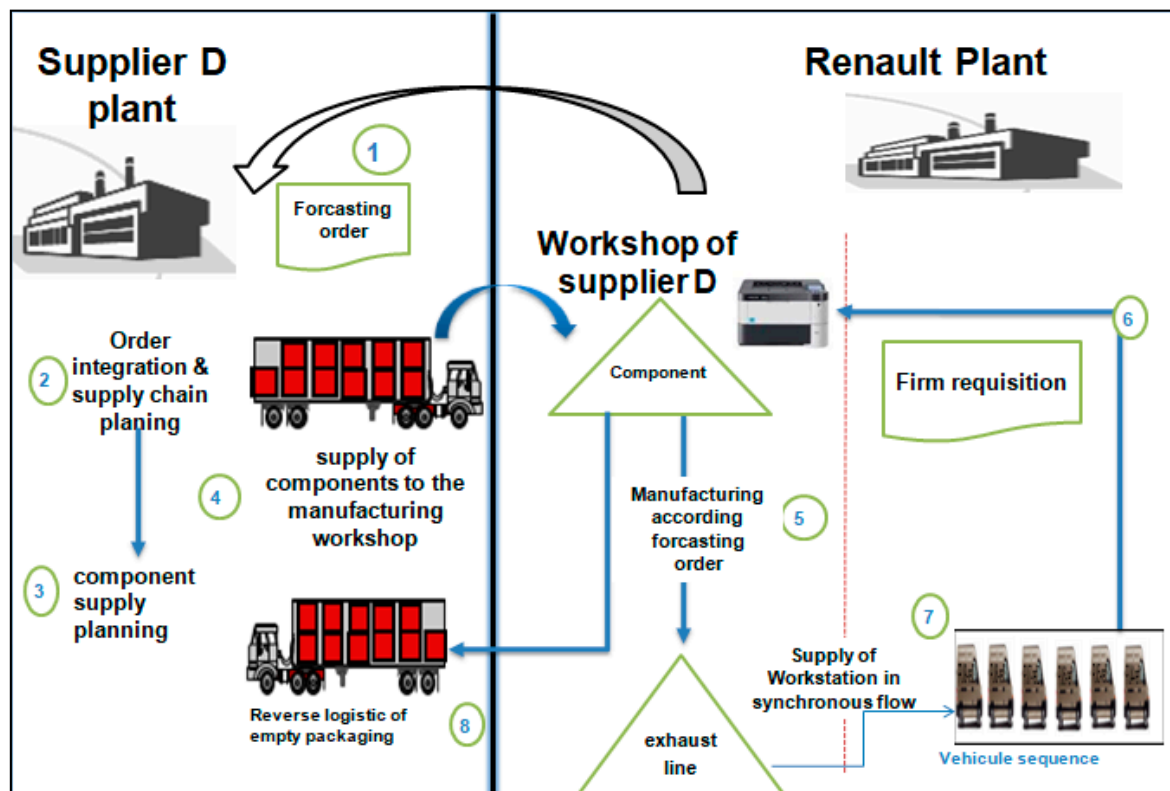 Supplier D
plant
Renault Plant
1
Forcasting
order
Workshop of
supplier D
Order
2
integration &
supply chain
planing
Component
6
Firm requisition
4
supply of
components to the
manufacturing
workshop
Manufacturing
according
forcasting
order
5
3
component
supply
planning
7
Supply of
Workstation in
synchronous flow
Reverse logistic of
empty packaging
8
exhaust
line
Vehicule sequence